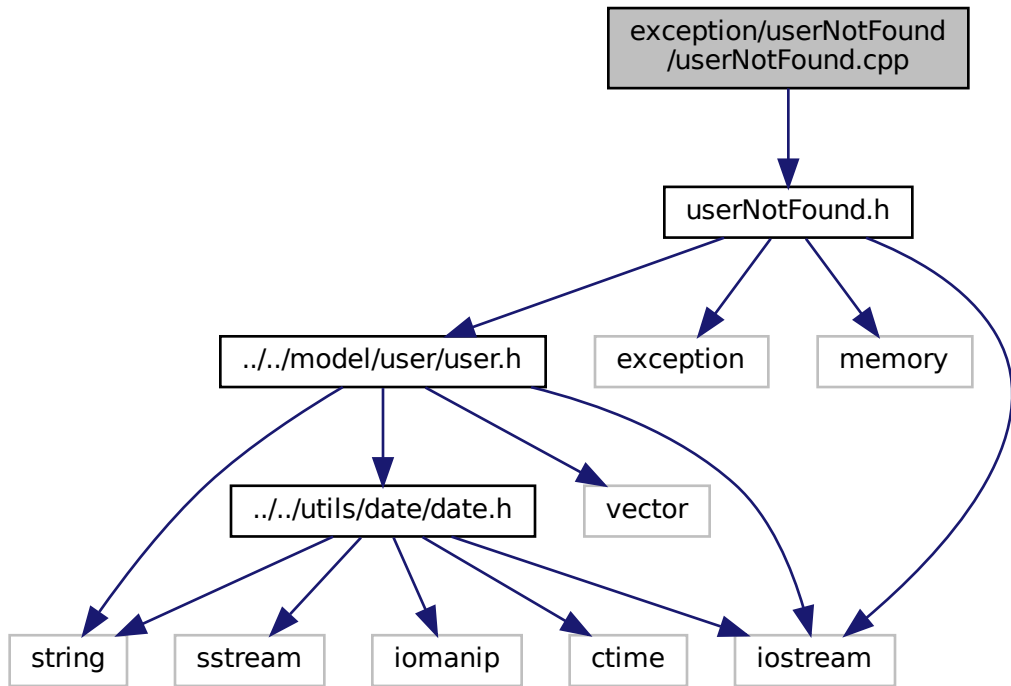 exception/userNotFound
/userNotFound.cpp
userNotFound.h
../../model/user/user.h
exception
memory
../../utils/date/date.h
vector
string
sstream
iomanip
ctime
iostream